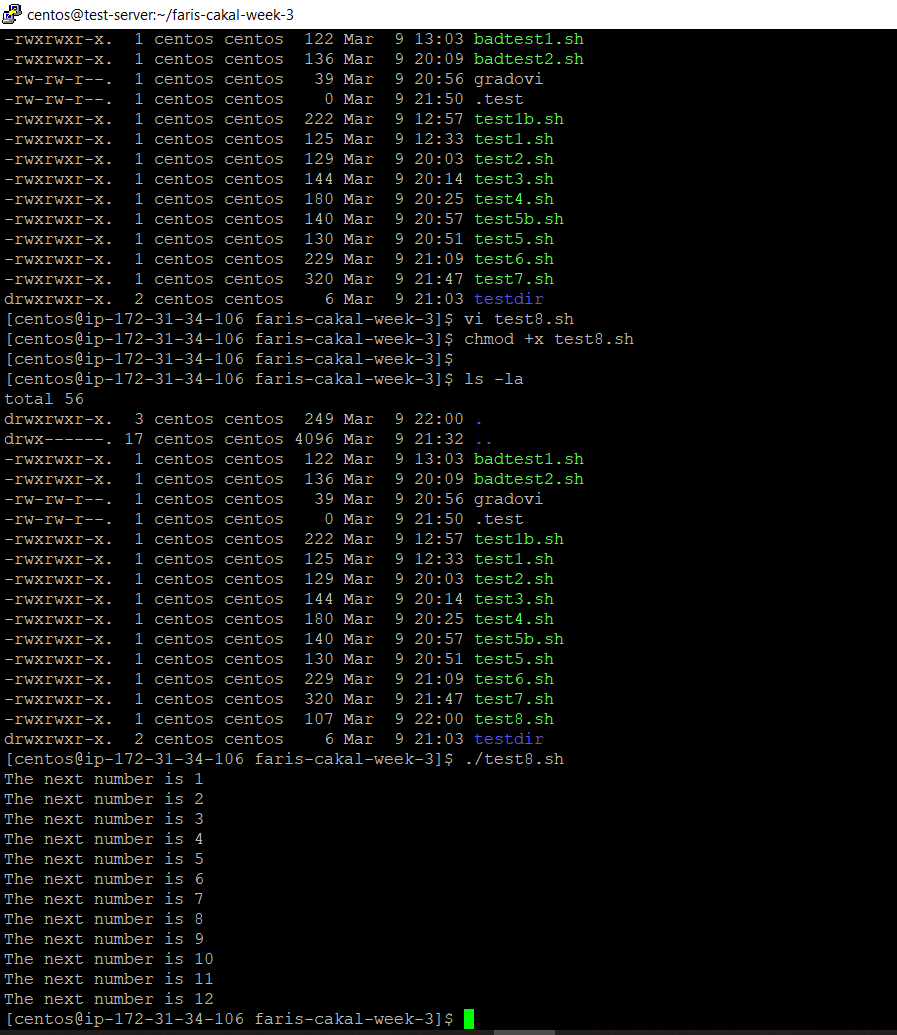 centos@test-server:~/faris-cakal-week-3
-rwxrwxr-x.  1 centos centos  122 Mar  9 13:03 badtest1.sh
-rwxrwxr-x.  1 centos centos  136 Mar  9 20:09 badtest2.sh
-rw-rw-r--.  1 centos centos   39 Mar  9 20:56 gradovi
-rw-rw-r--.  1 centos centos    0 Mar  9 21:50 .test
-rwxrwxr-x.  1 centos centos  222 Mar  9 12:57 test1b.sh
-rwxrwxr-x.  1 centos centos  125 Mar  9 12:33 test1.sh
-rwxrwxr-x.  1 centos centos  129 Mar  9 20:03 test2.sh
-rwxrwxr-x.  1 centos centos  144 Mar  9 20:14 test3.sh
-rwxrwxr-x.  1 centos centos  180 Mar  9 20:25 test4.sh
-rwxrwxr-x.  1 centos centos  140 Mar  9 20:57 test5b.sh
-rwxrwxr-x.  1 centos centos  130 Mar  9 20:51 test5.sh
-rwxrwxr-x.  1 centos centos  229 Mar  9 21:09 test6.sh
-rwxrwxr-x.  1 centos centos  320 Mar  9 21:47 test7.sh
drwxrwxr-x.  2 centos centos    6 Mar  9 21:03 testdir
[centos@ip-172-31-34-106 faris-cakal-week-3]$ vi test8.sh
[centos@ip-172-31-34-106 faris-cakal-week-3]$ chmod +x test8.sh
[centos@ip-172-31-34-106 faris-cakal-week-3]$
[centos@ip-172-31-34-106 faris-cakal-week-3]$ ls -la
total 56
drwxrwxr-x.  3 centos centos  249 Mar  9 22:00 .
drwx------. 17 centos centos 4096 Mar  9 21:32 ..
-rwxrwxr-x.  1 centos centos  122 Mar  9 13:03 badtest1.sh
-rwxrwxr-x.  1 centos centos  136 Mar  9 20:09 badtest2.sh
-rw-rw-r--.  1 centos centos   39 Mar  9 20:56 gradovi
-rw-rw-r--.  1 centos centos    0 Mar  9 21:50 .test
-rwxrwxr-x.  1 centos centos  222 Mar  9 12:57 test1b.sh
-rwxrwxr-x.  1 centos centos  125 Mar  9 12:33 test1.sh
-rwxrwxr-x.  1 centos centos  129 Mar  9 20:03 test2.sh
-rwxrwxr-x.  1 centos centos  144 Mar  9 20:14 test3.sh
-rwxrwxr-x.  1 centos centos  180 Mar  9 20:25 test4.sh
-rwxrwxr-x.  1 centos centos  140 Mar  9 20:57 test5b.sh
-rwxrwxr-x.  1 centos centos  130 Mar  9 20:51 test5.sh
-rwxrwxr-x.  1 centos centos  229 Mar  9 21:09 test6.sh
-rwxrwxr-x.  1 centos centos  320 Mar  9 21:47 test7.sh
-rwxrwxr-x.  1 centos centos  107 Mar  9 22:00 test8.sh
drwxrwxr-x.  2 centos centos    6 Mar  9 21:03 testdir
[centos@ip-172-31-34-106 faris-cakal-week-3]$ ./test8.sh
The next number is 1
The next number is 2
The next number is 3
The next number is 4
The next number is 5
The next number is 6
The next number is 7
The next number is 8
The next number is 9
The next number is 10
The next number is 11
The next number is 12
[centos@ip-172-31-34-106 faris-cakal-week-3]$